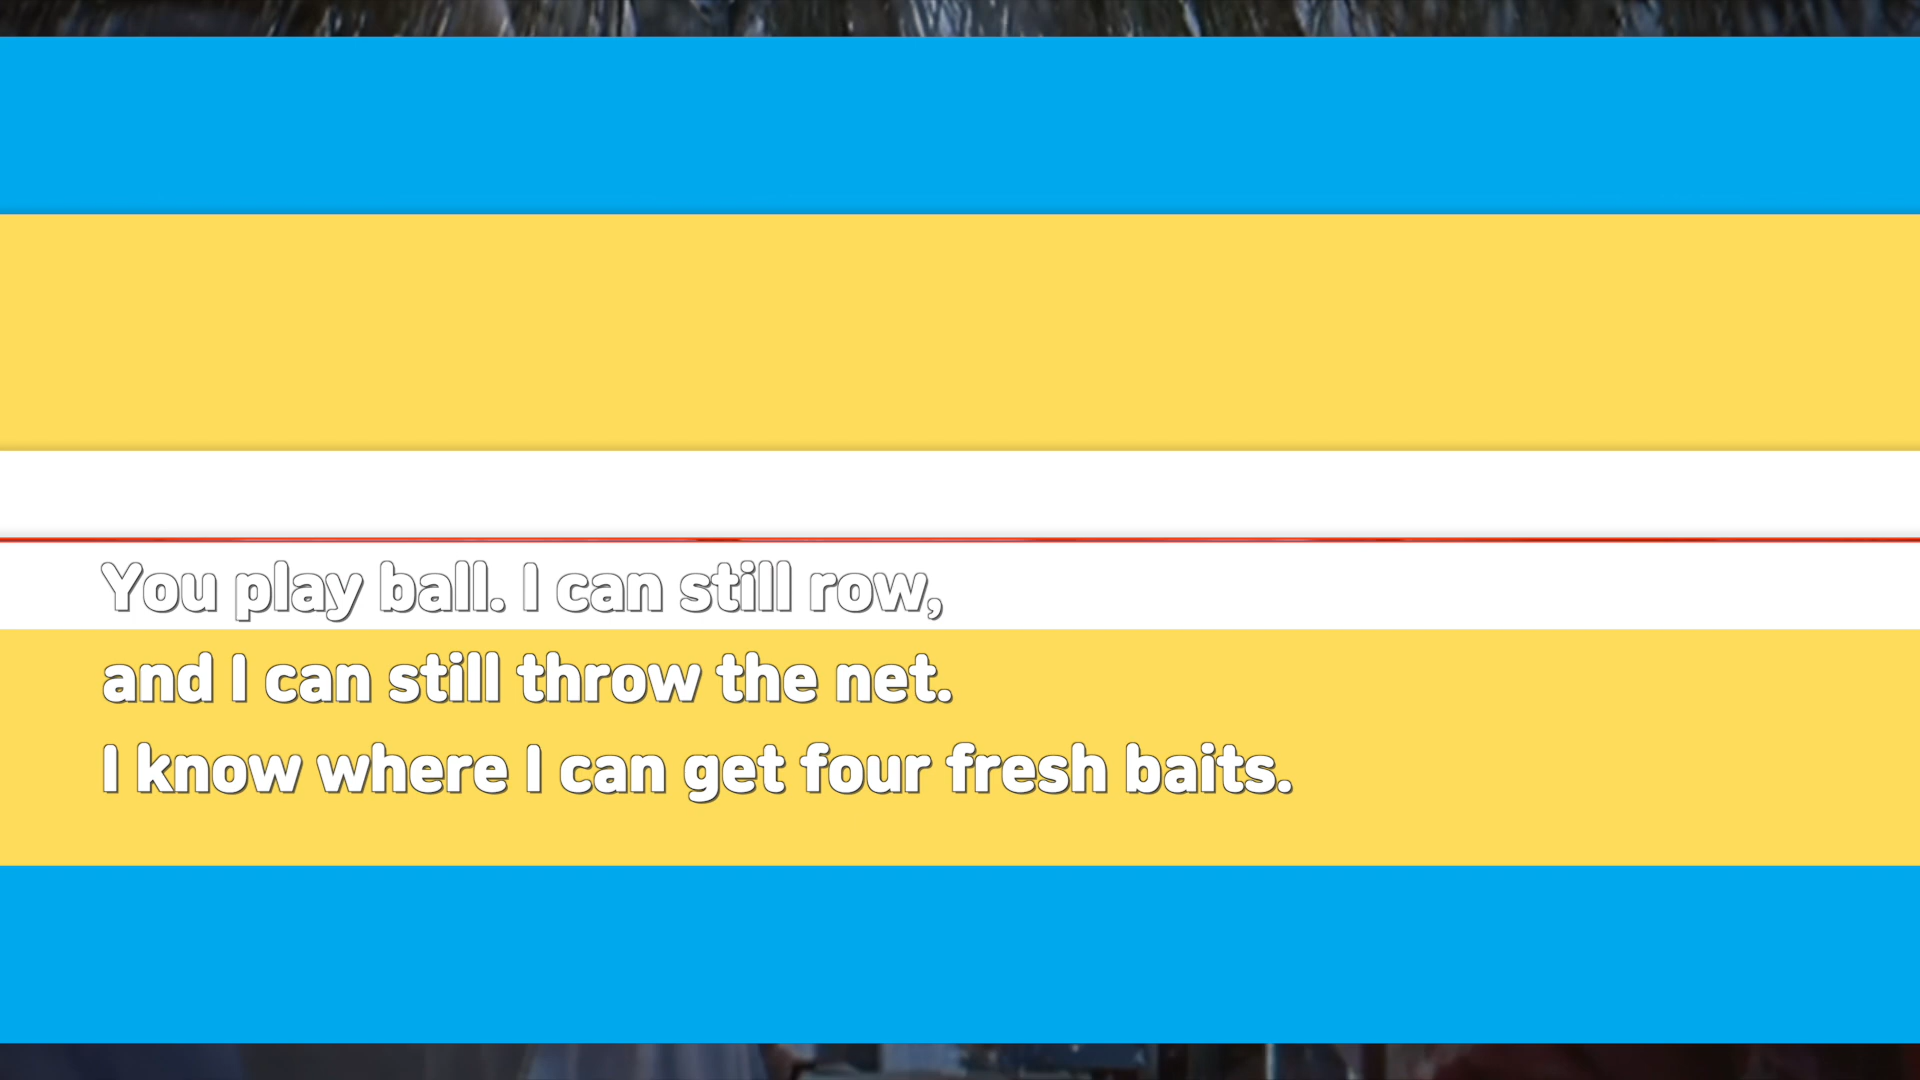 You play ball. I can still row,
and I can still throw the net.
I know where I can get four fresh baits.